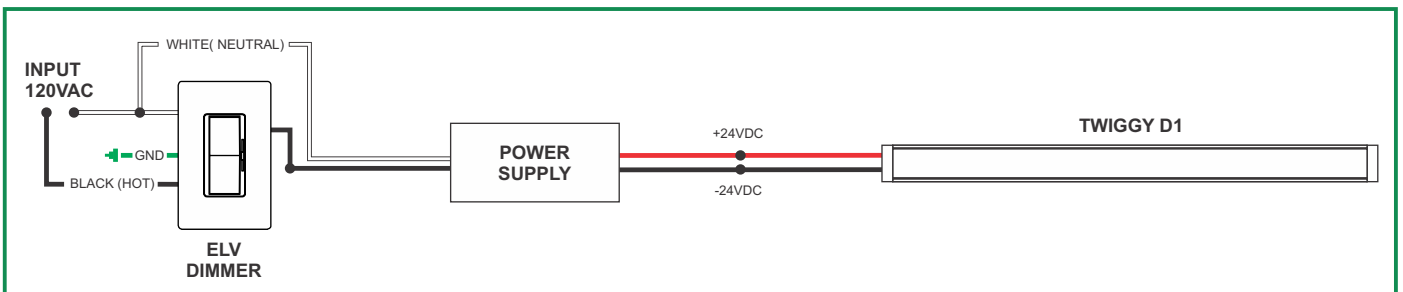 WHITE( NEUTRAL)
INPUT
120VAC
GND
BLACK (HOT)
ELV
DIMMER
POWER
SUPPLY
+24VDC
-24VDC
TWIGGY D1